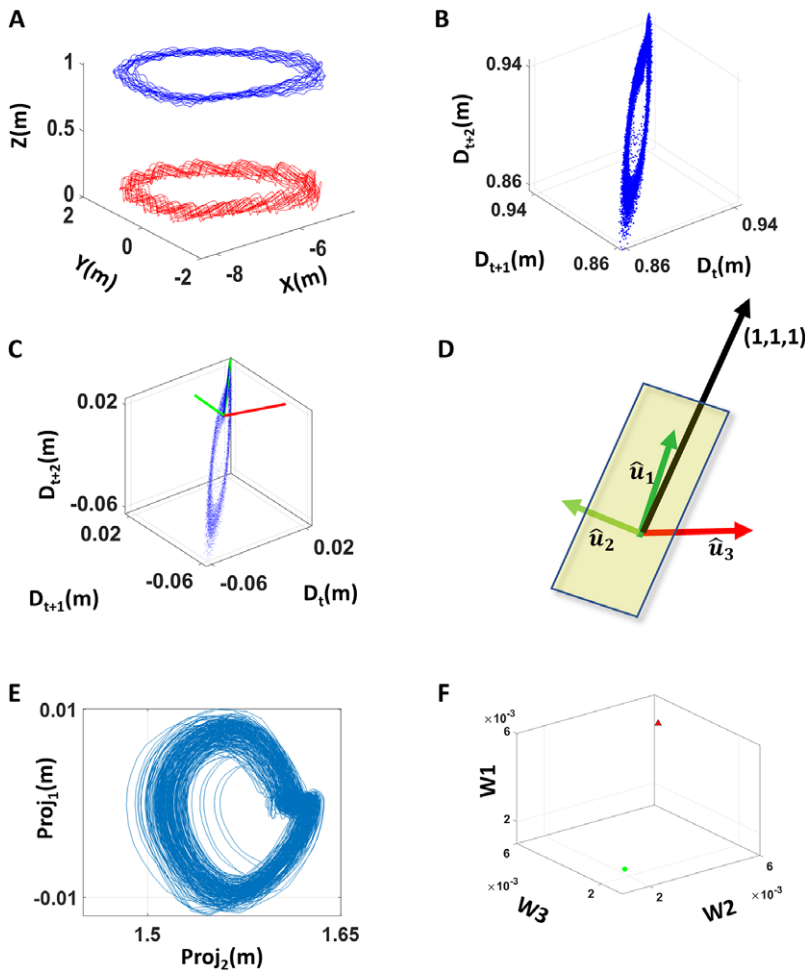 A
Z(m)
1
0.5
0
2
0
-2
Y(m)
-8
-6
X(m)
B
D_{t+2}(m)
0.94
0.86
0.94
0.86
D_{t+1}(m)
0.86
0.94
D_t(m)
C
D_{t+2}(m)
0.02
-0.06
0.02
-0.06
D_{t+1}(m)
-0.06
0.02
D_t(m)
D
(1,1,1)
û_1
û_2
û_3
E
Proj_1(m)
0.01
-0.01
1.5
1.65
Proj_2(m)
F
×10^{-3}
6
W1
2
6
×10^{-3}
2
W3
2
6
×10^{-3}
W2